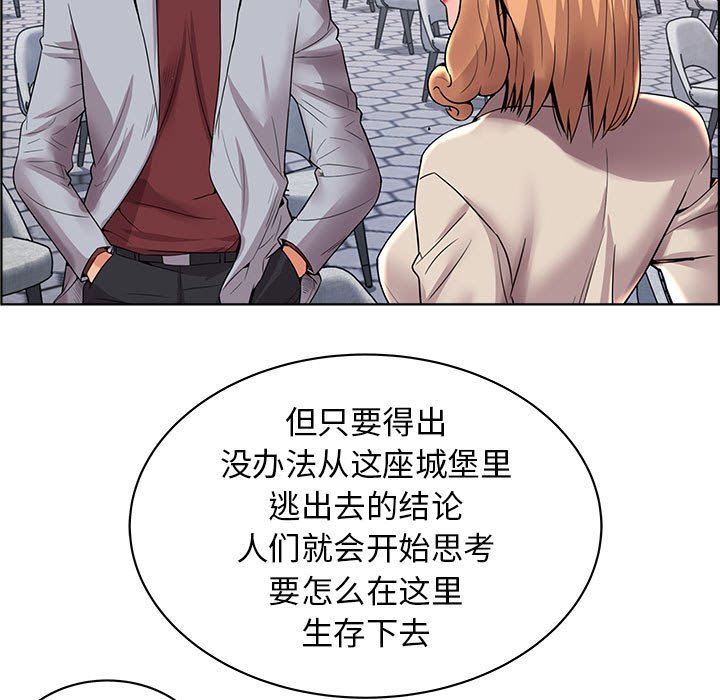 但只要得出
没办法从这座城堡里
逃出去的结论
人们就会开始思考
要怎么在这里
生存下去